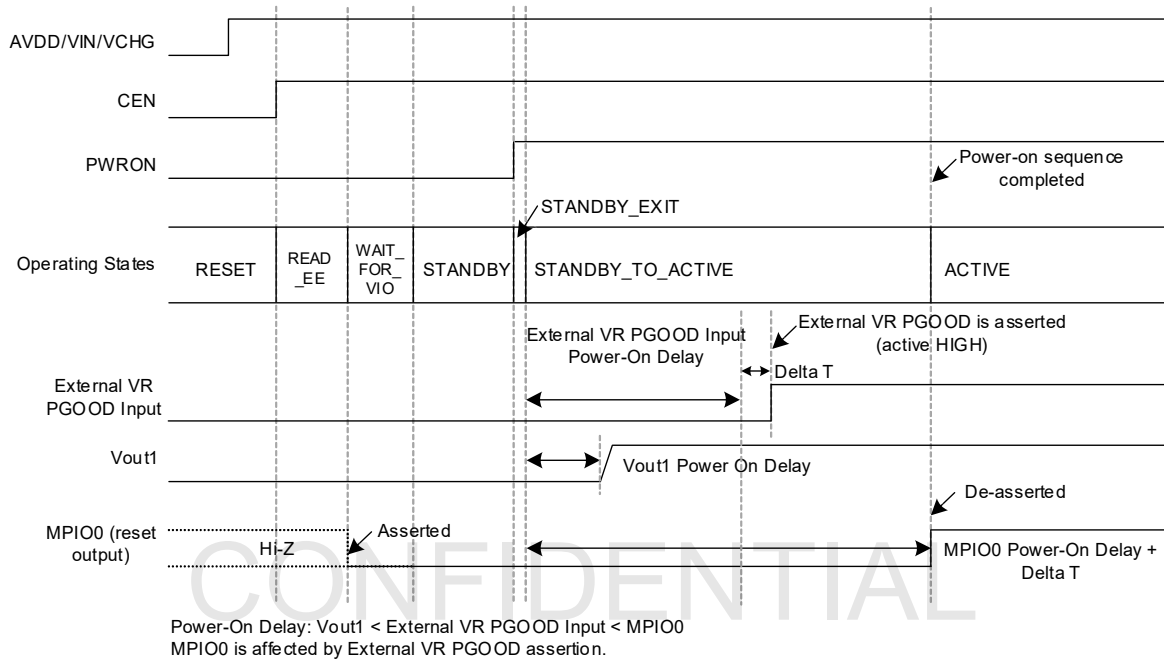 AVDD/VIN/VCHG
CEN
PWRON
Power-on sequence
completed
STANDBY_EXIT
Operating States
RESET
READ
_EE
WAIT_
FOR_
VIO
STANDBY
STANDBY_TO_ACTIVE
ACTIVE
External VR PGOOD Input
Power-On Delay
External VR PGOOD is asserted
(active HIGH)
Delta T
External VR
PGOOD Input
Vout1
Vout1 Power On Delay
De-asserted
MPIO0 (reset
output)
Hi-Z
Asserted
MPIO0 Power-On Delay +
Delta T
CONFIDENTIAL
Power-On Delay: Vout1 < External VR PGOOD Input < MPIO0
MPIO0 is affected by External VR PGOOD assertion.